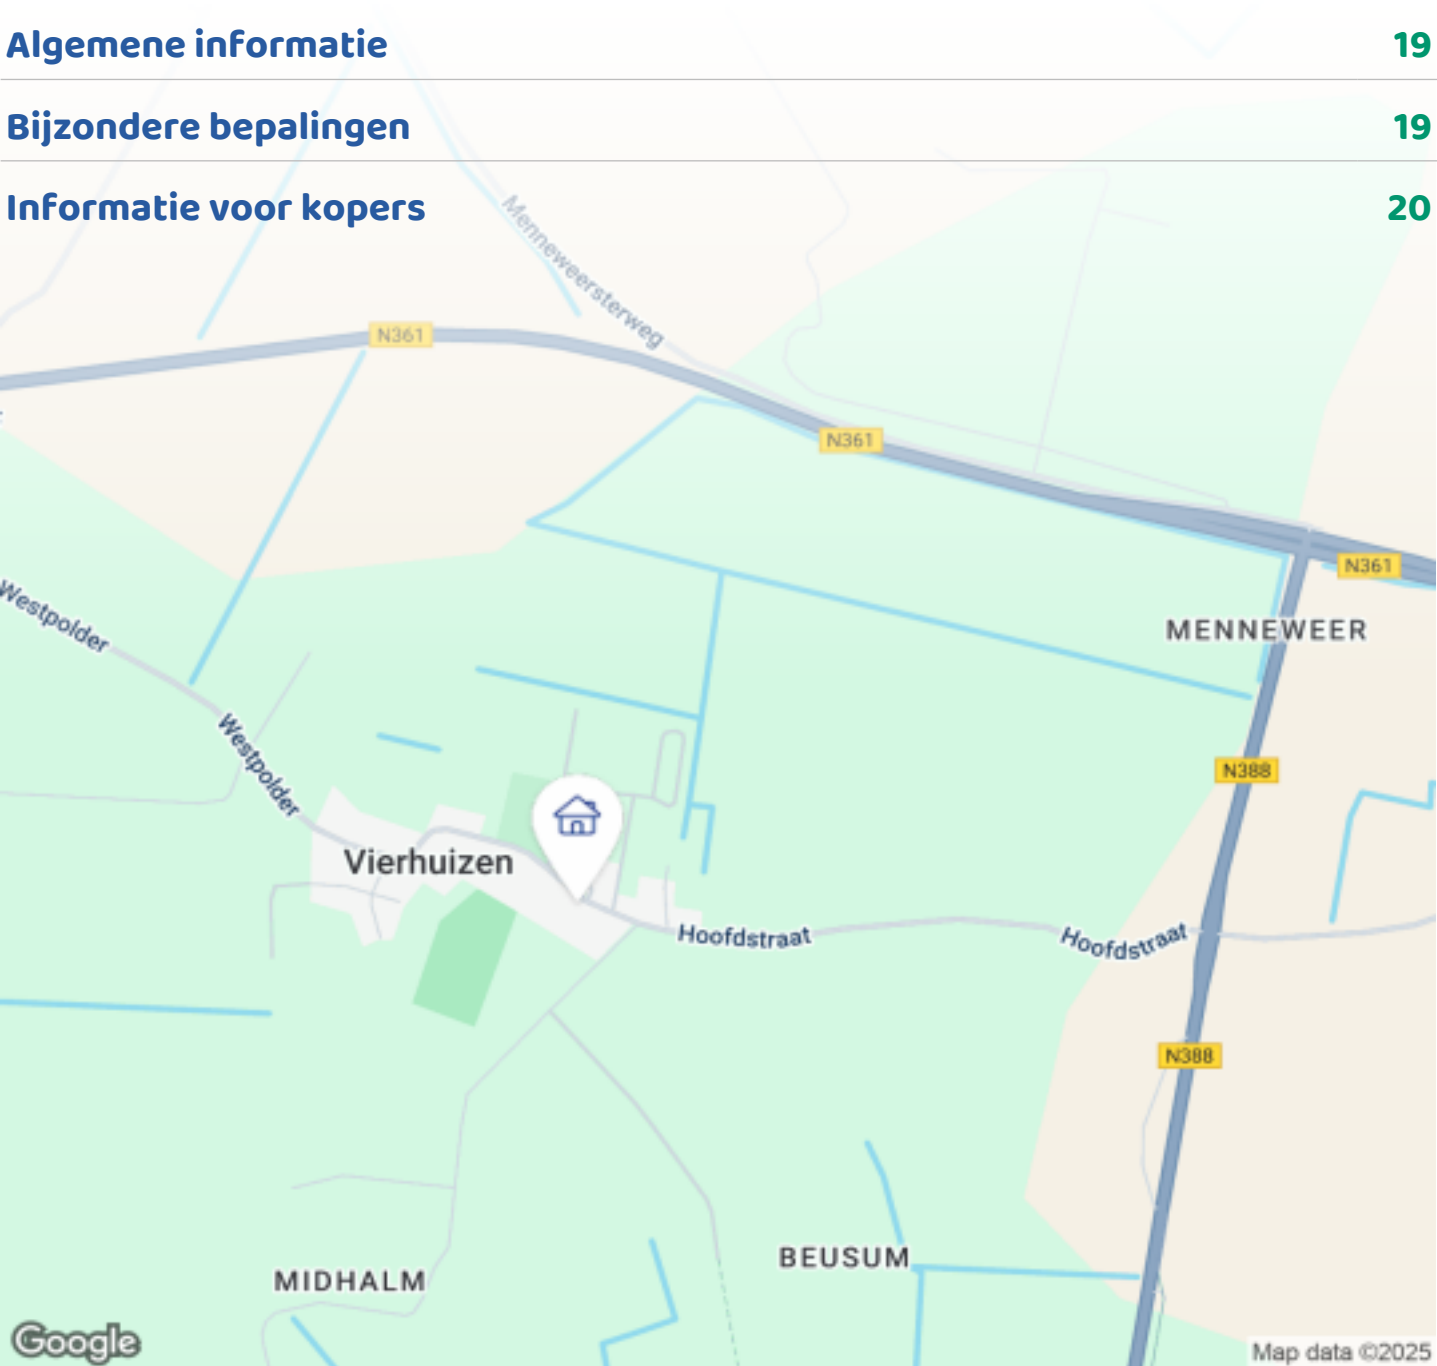 Algemene informatie 19
Bijzondere bepalingen 19
Informatie voor kopers 20
Menneweersterweg
N361
N361
N361
Westpolder
MENNEWEER
Westpolder
N388
Vierhuizen
Hoofdstraat
Hoofdstraat
N388
BEUSUM
MIDHALM
Google
Map data ©2025